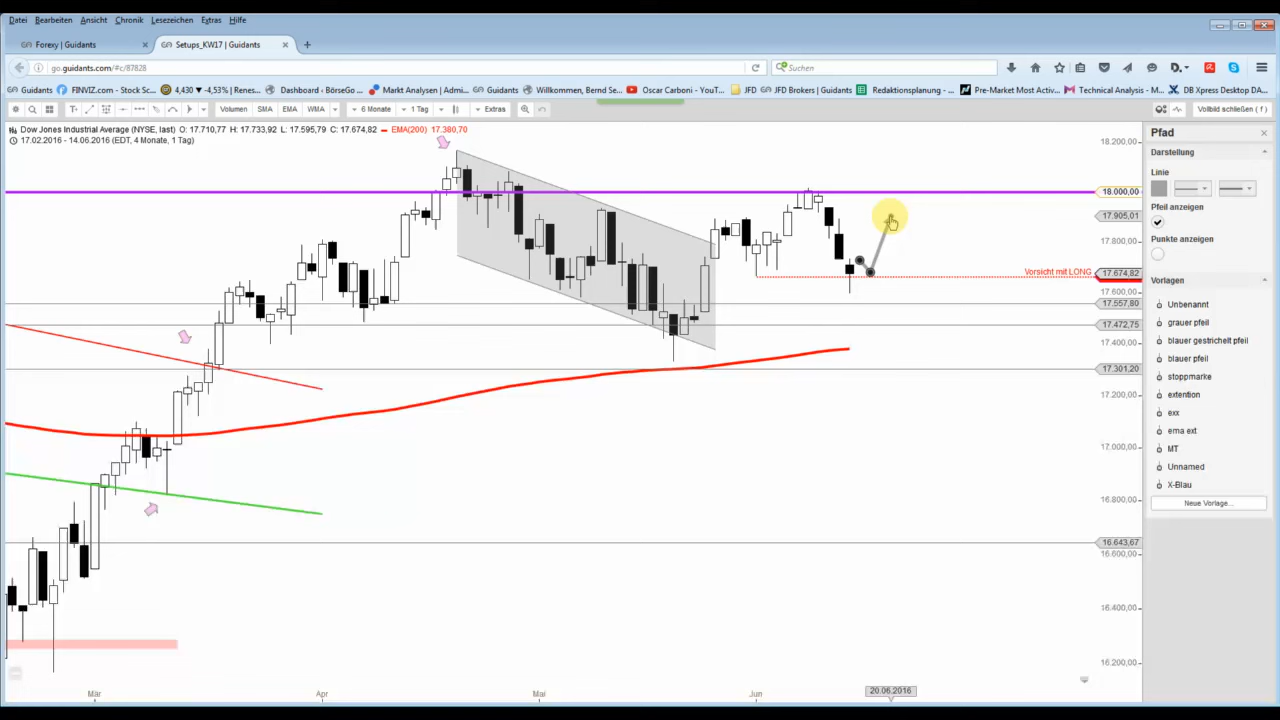 Datei Bearbeiten Ansicht Chronik Lesezeichen Extras Hilfe
Forexy | Guidants Setups_KW17 | Guidants
go.guidants.com/#c/87828 Suchen
Guidants FINVIZ.com - Stock Sc... 4,430 -4,53% | Renes... Dashboard - BörseGo ... Markt Analysen | Admi... Guidants Willkommen, Bernd Se... Oscar Carboni - ... JFD JFD Brokers | Guidants Redaktionsplanung - ... Pre-Market Most Activ... Technical Analysis - M... DB Xpress Desktop DA...
Volumen SMA EMA WMA 6 Monate 1 Tag Extras Vollbild schließen ( f )
Dow Jones Industrial Average (NYSE, last) O: 17.710,77 H: 17.733,92 L: 17.595,79 C: 17.674,82 EMA(200) 17.380,70
17.02.2016 - 14.06.2016 (EDT, 4 Monate, 1 Tag)
18.200,00
18.000,00
17.905,01
17.800,00
Vorsicht mit LONG
17.674,82
17.600,00
17.557,80
17.472,75
17.400,00
17.301,20
17.200,00
17.000,00
16.800,00
16.643,67
16.600,00
16.400,00
16.200,00
Mär Apr Mai Jun 20.06.2016
Pfad
Darstellung
Linie
Pfeil anzeigen
Punkte anzeigen
Vorlagen
Unbenannt
grauer pfeil
blauer gestrichelt pfeil
blauer pfeil
stoppmarke
extention
exx
ema ext
MT
Unnamed
X-Blau
Neue Vorlage...